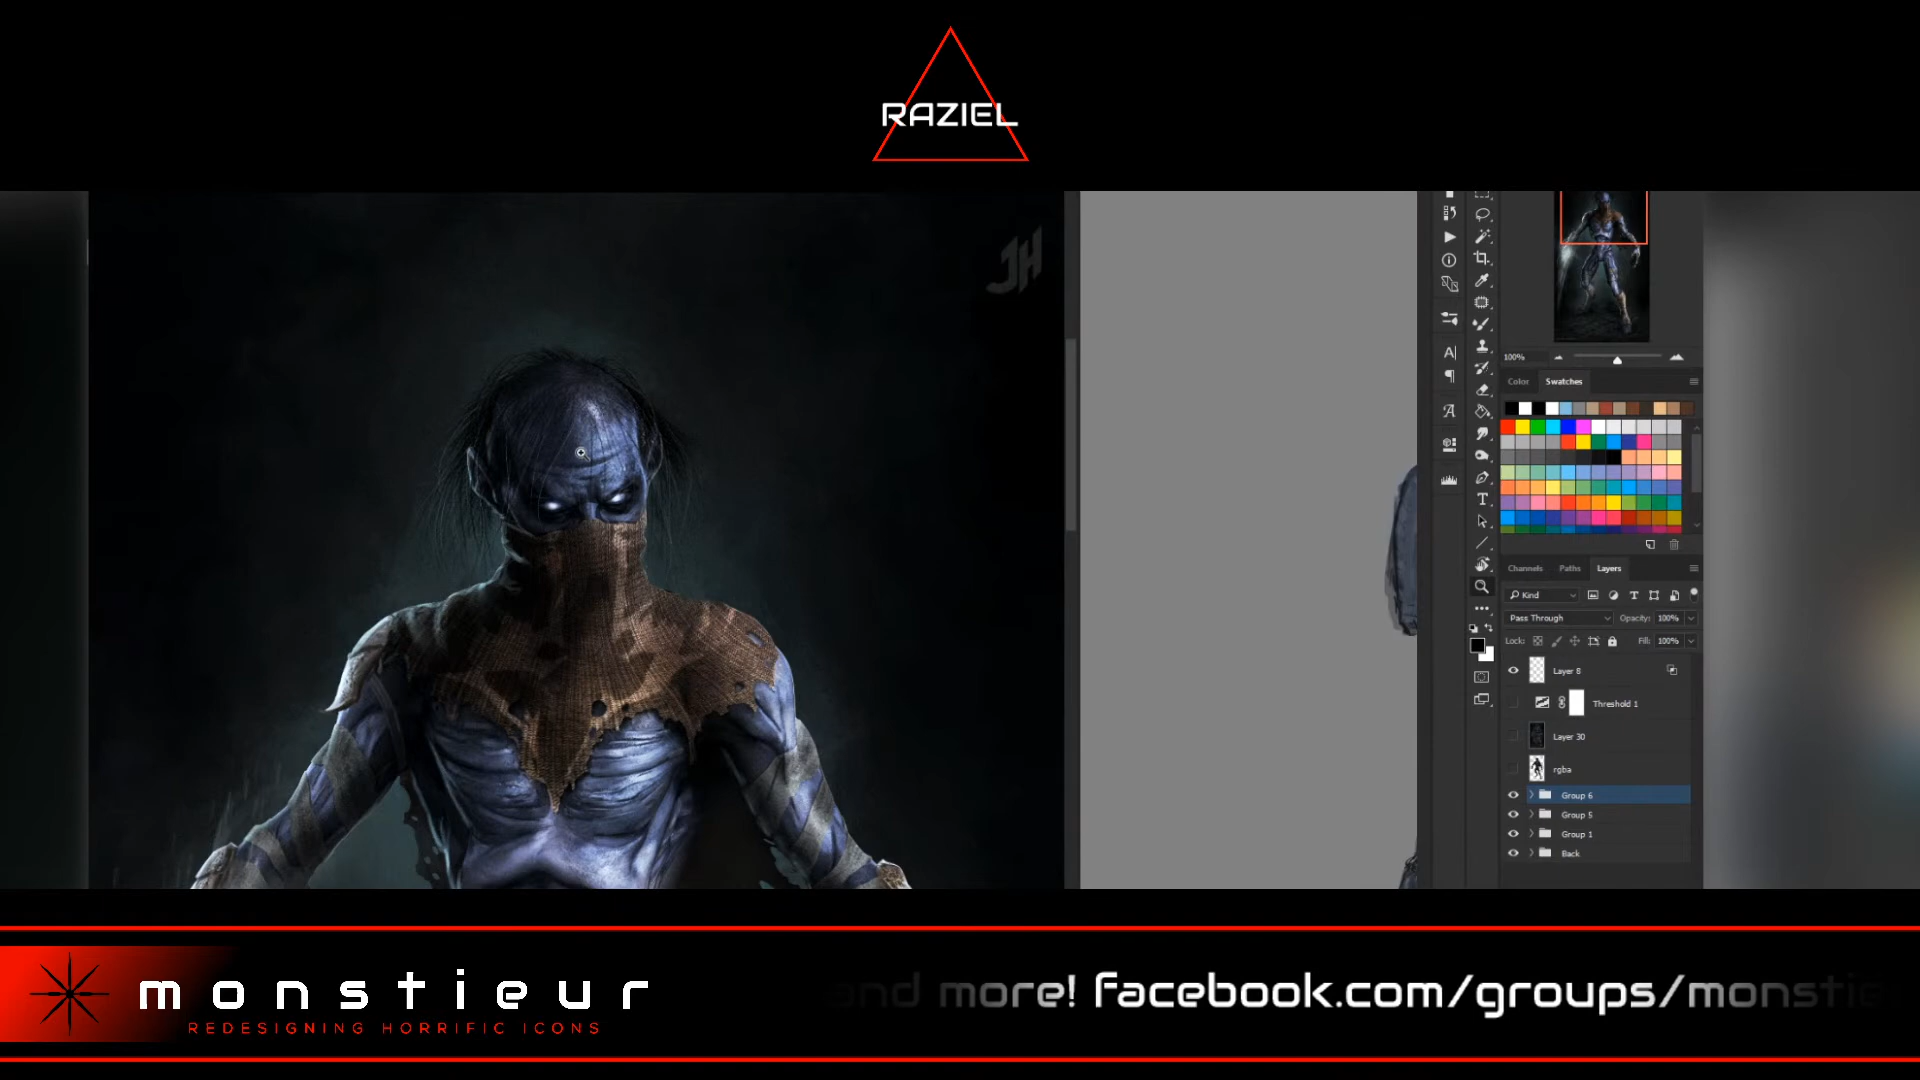 RAZIEL
JH
100%
Color Swatches
Channels Paths Layers
Kind
Pass Through Opacity: 100%
Lock: Fill: 100%
Layer 8
Threshold 1
Layer 30
rgba
Group 6
Group 5
Group 1
Back
monstieur
REDESIGNING HORRIFIC ICONS
and more! facebook.com/groups/monstie